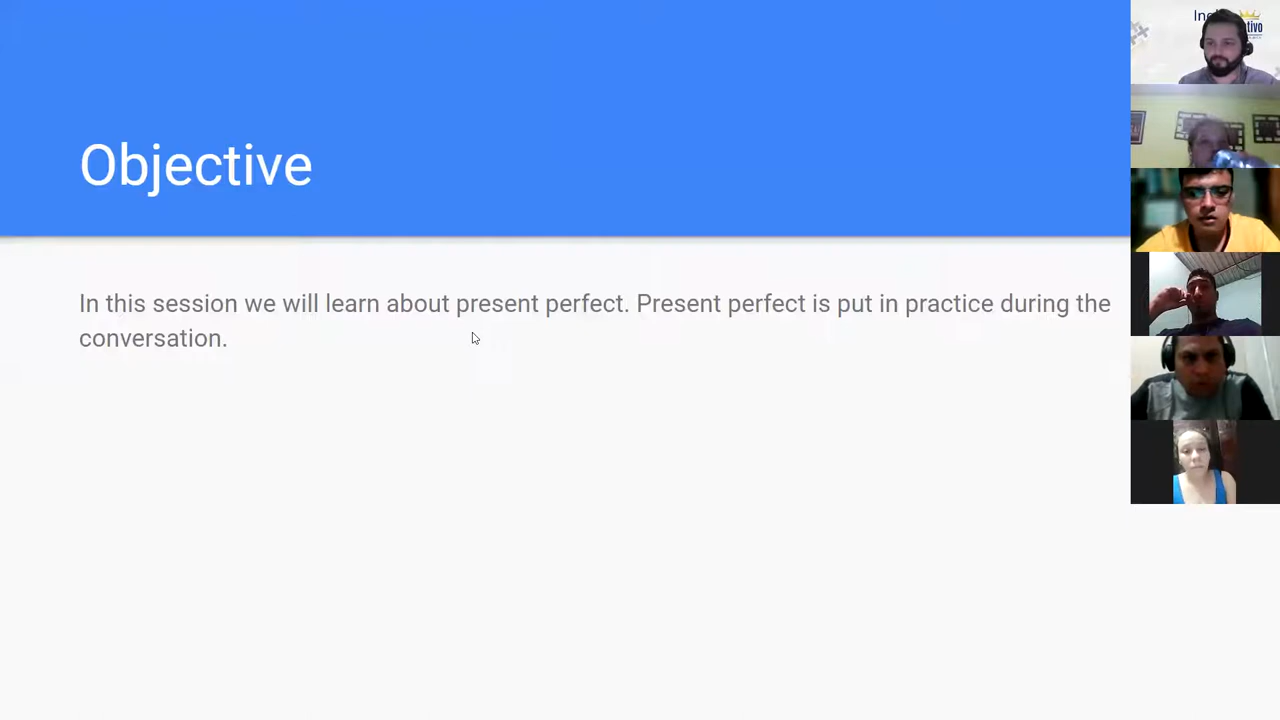 Objective
In this session we will learn about present perfect. Present perfect is put in practice during the
conversation.